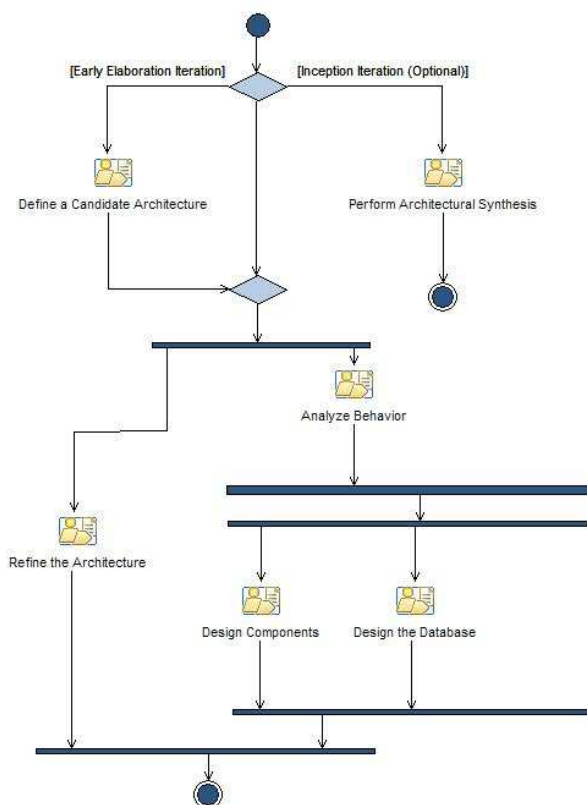 [Early Elaboration Iteration] [Inception Iteration (Optional)]
Define a Candidate Architecture
Perform Architectural Synthesis
Analyze Behavior
Refine the Architecture
Design Components
Design the Database